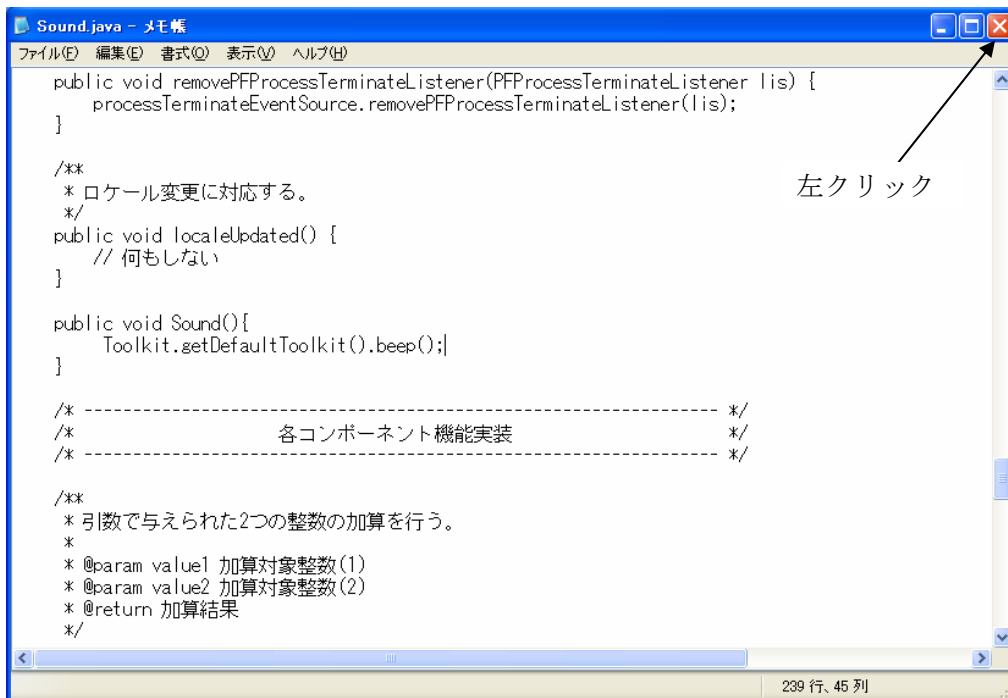 Sound.java - メモ帳
ファイル(F) 編集(E) 書式(O) 表示(V) ヘルプ(H)
public void removePFProcessTerminateListener(PFProcessTerminateListener lis) {
processTerminateEventSource.removePFProcessTerminateListener(lis);
}
/**
* ロケール変更に対応する。
*/
左クリック
public void localeUpdated() {
// 何もしない
}
public void Sound(){
Toolkit.getDefaultToolkit().beep();
}
/* ----------------------------------------------------------------- */
/* 各コンポーネント機能実装 */
/* ----------------------------------------------------------------- */
/**
* 引数で与えられた2つの整数の加算を行う。
*
* @param value1 加算対象整数(1)
* @param value2 加算対象整数(2)
* @return 加算結果
*/
239 行、45 列